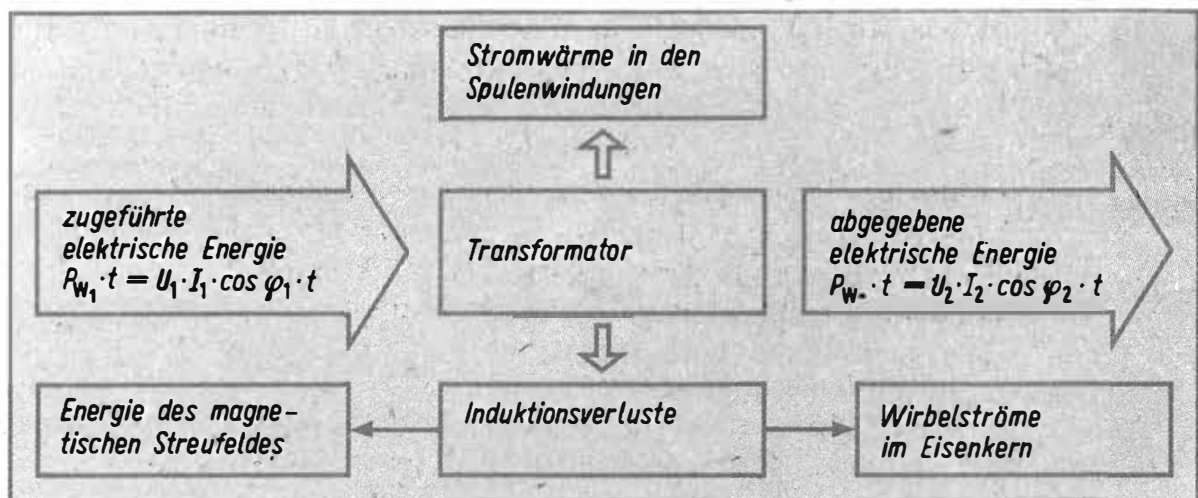 Stromwärme in den
Spulenwindungen
zugeführte
elektrische Energie
P_W₁ · t = U₁ · I₁ · cos φ₁ · t
Transformator
abgegebene
elektrische Energie
P_W · t = U₂ · I₂ · cos φ₂ · t
Energie des magne-
tischen Streufeldes
Induktionsverluste
Wirbelströme
im Eisenkern